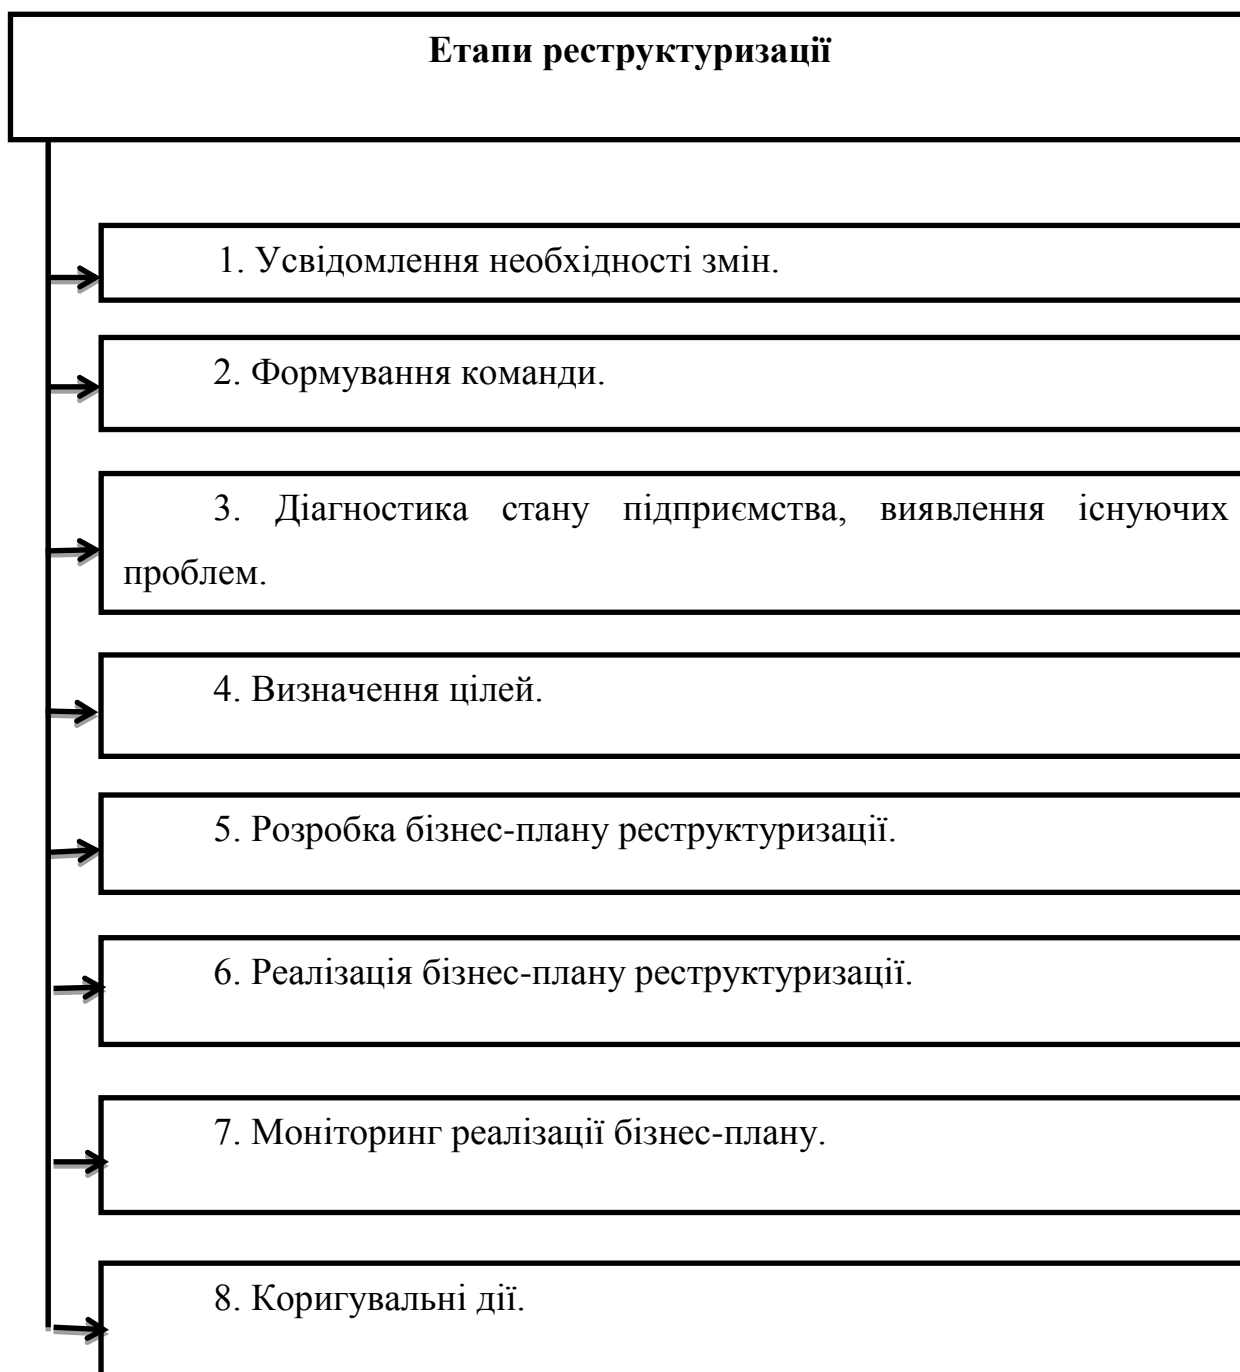 Етапи реструктуризації
1. Усвідомлення необхідності змін.
2. Формування команди.
3. Діагностика стану підприємства, виявлення існуючих
проблем.
4. Визначення цілей.
5. Розробка бізнес-плану реструктуризації.
6. Реалізація бізнес-плану реструктуризації.
7. Моніторинг реалізації бізнес-плану.
8. Коригувальні дії.